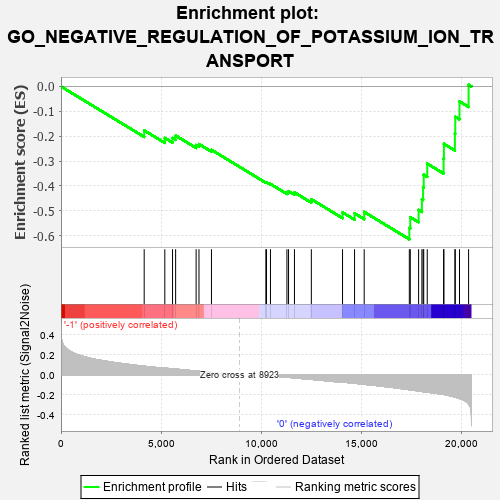 Enrichment plot:
GO_NEGATIVE_REGULATION_OF_POTASSIUM_ION_TR
ANSPORT
Enrichment score (ES)
0.0
-0.1
-0.2
-0.3
-0.4
-0.5
-0.6
'-1' (positively correlated)
Ranked list metric (Signal2Noise)
0.4
0.2
0.0
-0.2
-0.4
Zero cross at 8923
'0' (negatively correlated)
0
5,000
10,000
15,000
20,000
Rank in Ordered Dataset
Enrichment profile
Hits
Ranking metric scores